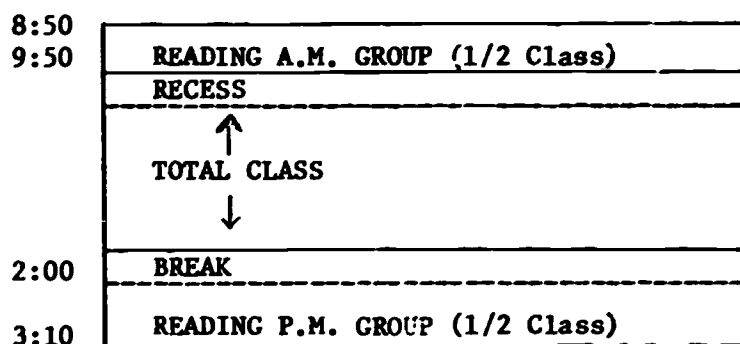 8:50
9:50 READING A.M. GROUP (1/2 Class)
RECESS
TOTAL CLASS
2:00 BREAK
3:10 READING P.M. GROUP (1/2 Class)